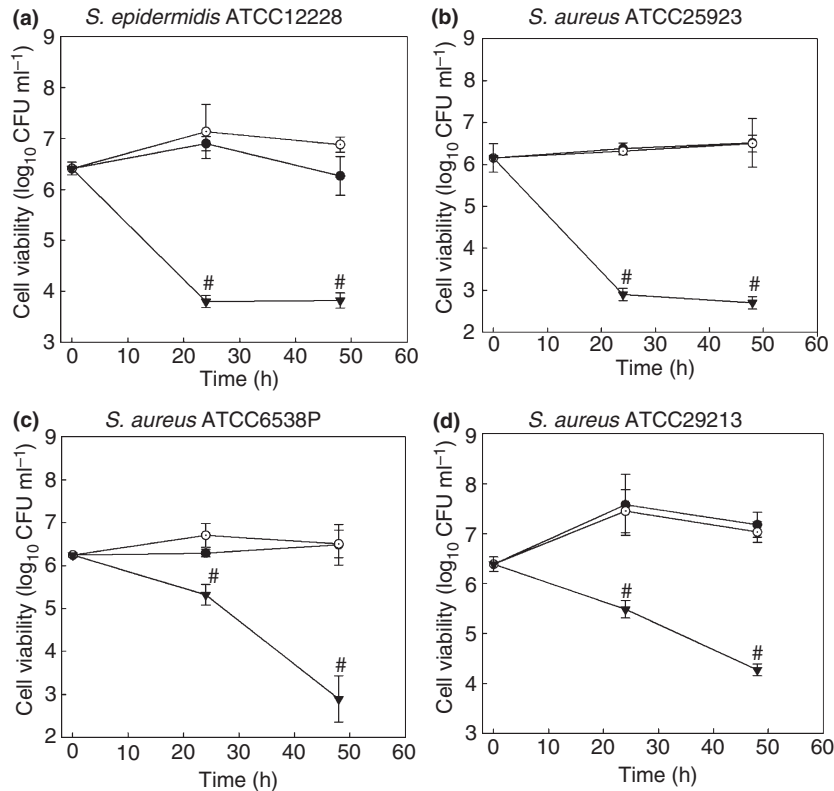 (a) S. epidermidis ATCC12228
9
8
7
6
5
4
3
Cell viability (log10 CFU ml–1)
# #
0 10 20 30 40 50 60
Time (h)
(b) S. aureus ATCC25923
9
8
7
6
5
4
3
2
Cell viability (log10 CFU ml–1)
# #
0 10 20 30 40 50 60
Time (h)
(c) S. aureus ATCC6538P
9
8
7
6
5
4
3
2
Cell viability (log10 CFU ml–1)
#
#
0 10 20 30 40 50 60
Time (h)
(d) S. aureus ATCC29213
9
8
7
6
5
4
3
Cell viability (log10 CFU ml–1)
#
#
0 10 20 30 40 50 60
Time (h)